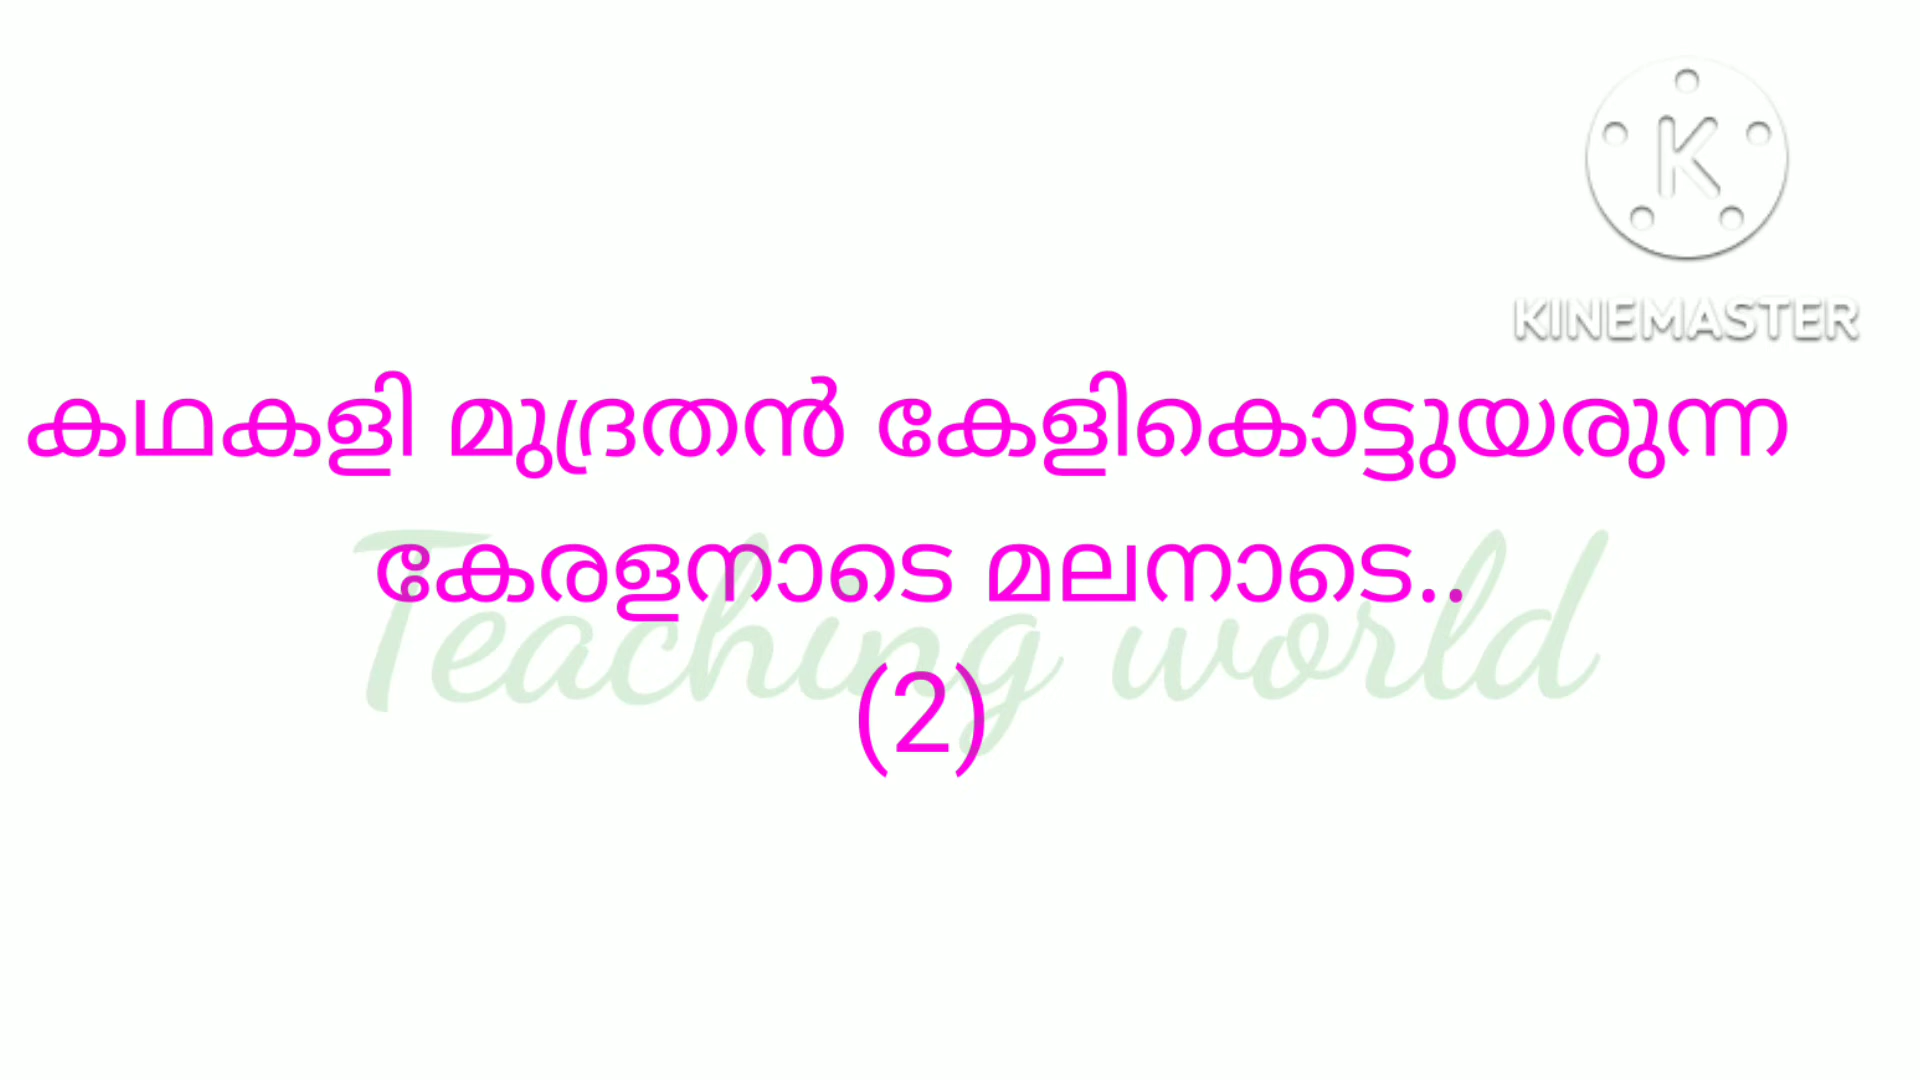 KINEMASTER
കഥകളി മുദ്രതൻ കേളികൊട്ടുയരുന്ന
കേരളനാടെ മലനാടെ..
Teaching world
(2)